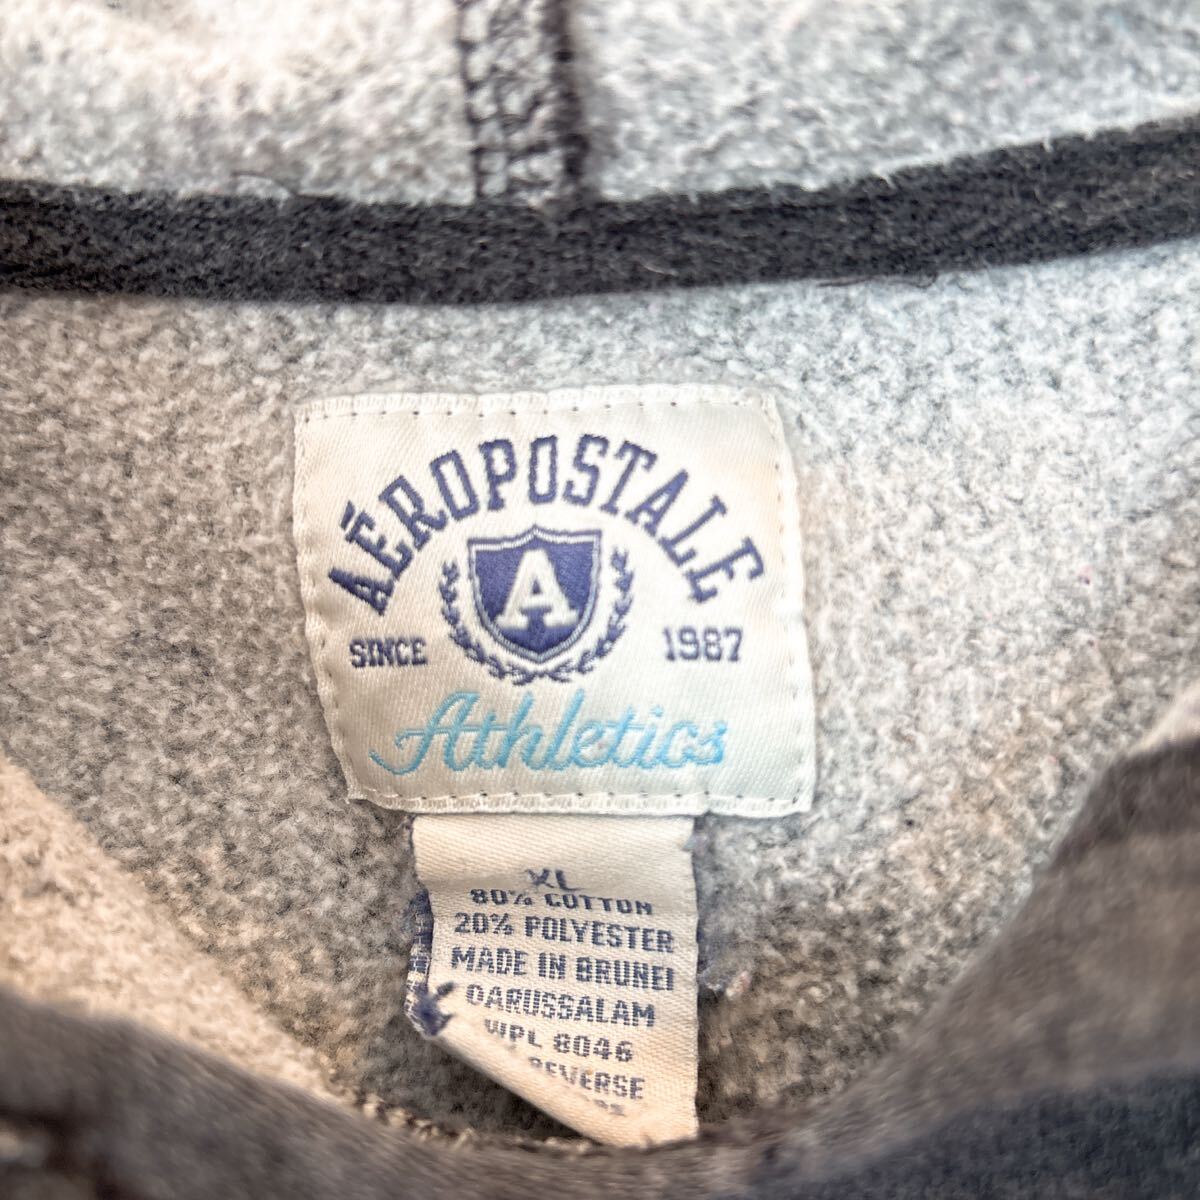 AÉROPOSTALE
A
SINCE 1987
Athletics
XL
80% COTTON
20% POLYESTER
MADE IN BRUNEI
DARUSSALAM
WPL 8046
REVERSE